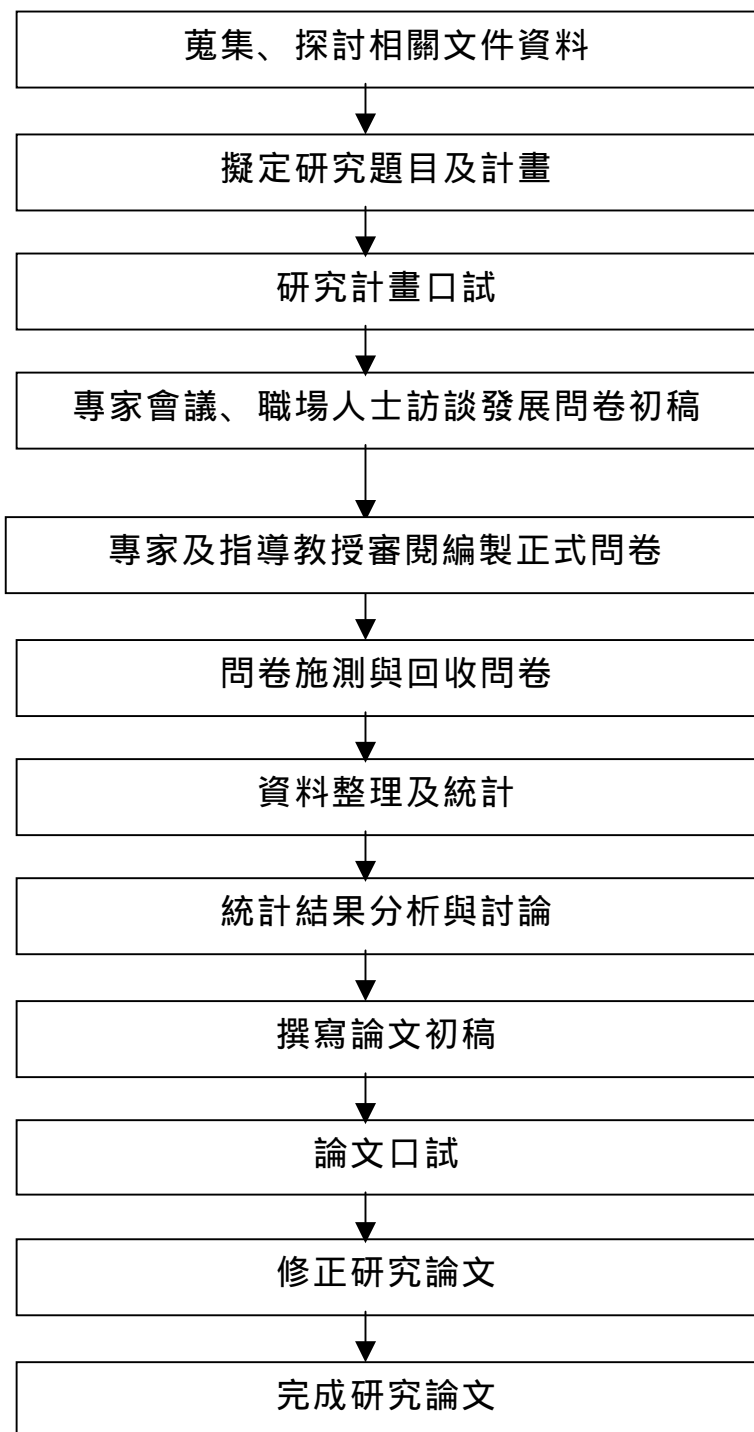 蒐集、探討相關文件資料
擬定研究題目及計畫
研究計畫口試
專家會議、職場人士訪談發展問卷初稿
專家及指導教授審閱編製正式問卷
問卷施測與回收問卷
資料整理及統計
統計結果分析與討論
撰寫論文初稿
論文口試
修正研究論文
完成研究論文